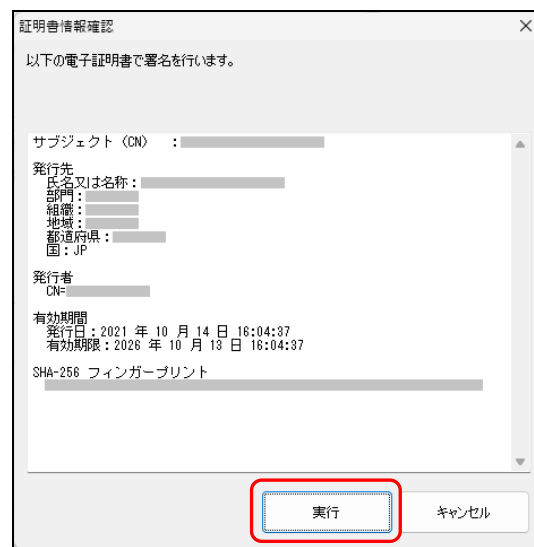 証明書情報確認
以下の電子証明書で署名を行います。
サブジェクト (CN) :
発行先
氏名又は名称:
部門:
組織:
地域:
都道府県:
国:JP
発行者
CN=
有効期間
発行日:2021 年 10 月 14 日 16:04:37
有効期限:2026 年 10 月 13 日 16:04:37
SHA-256 フィンガープリント
実行
キャンセル